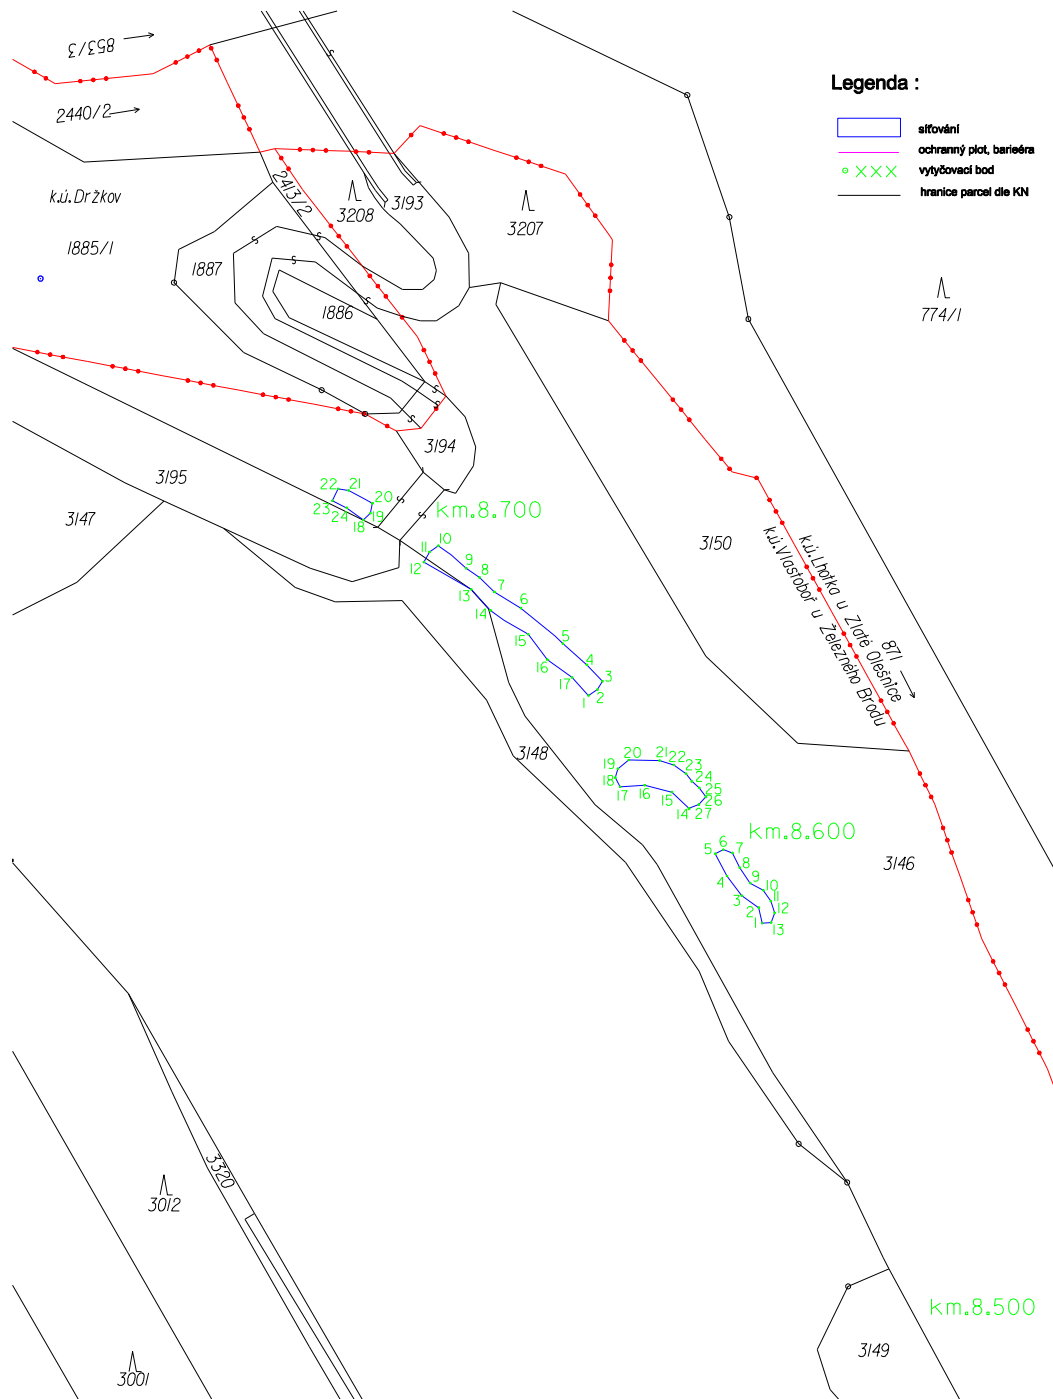 853/3
2440/2
k.ú. Držkov
1885/1
1887
1886
2413/2
3208
3193
3207
774/1
Legenda :
síťování
ochranný plot, barieéra
vytyčovací bod
hranice parcel dle KN
3194
3195
3147
22 21 20 19 18 24 23
km.8.700
11 10 9 8 7 6 5 4 3 2 1
12 13 14 15 16 17
3150
k.ú. Lhotka u Zlaté Olešnice
k.ú. Vlastiboř u Železného Brodu
871
3148
19 20 21 22 23 24 25 26 27
18 17 16 15 14
km.8.600
5 6 7 8 9 10 11 12 13
4 3 2 1
3146
3320
3012
3001
km.8.500
3149